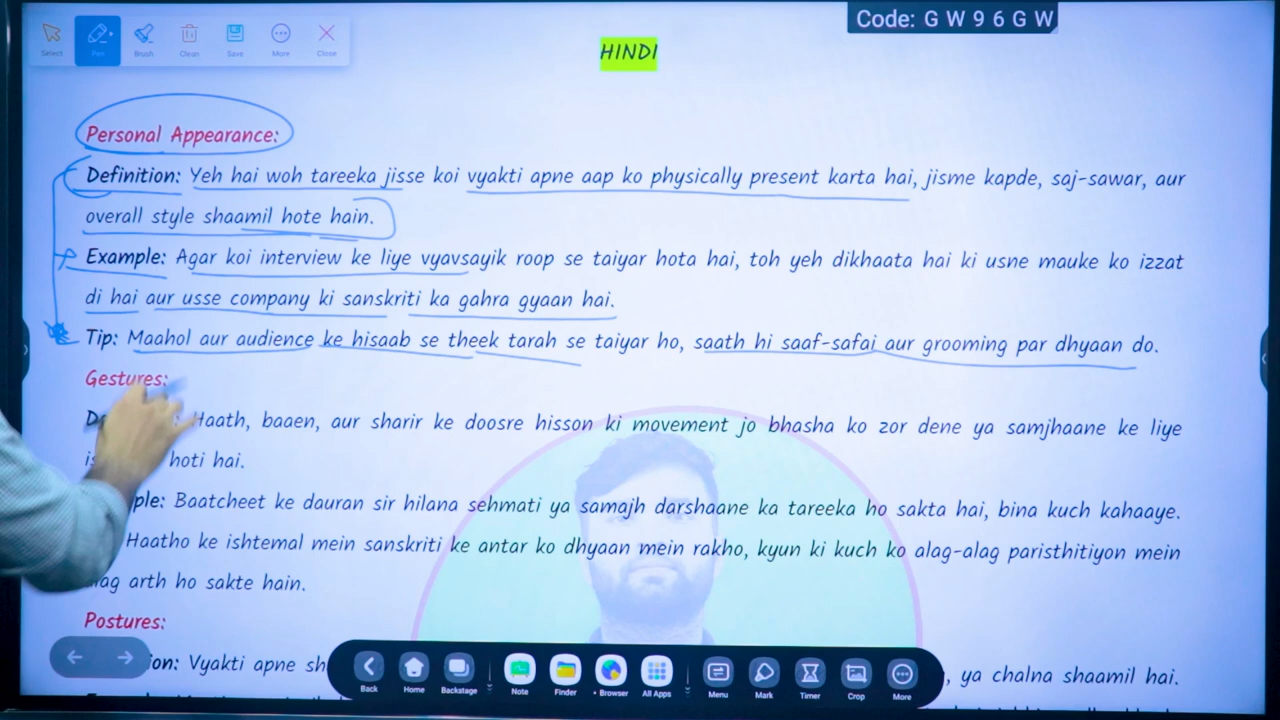 Code: G W 9 6 G W
Select Pen Brush Clean Save More Close
HINDI
Personal Appearance:
Definition: Yeh hai woh tareeka jisse koi vyakti apne aap ko physically present karta hai, jisme kapde, saj-sawar, aur
overall style shaamil hote hain.
Example: Agar koi interview ke liye vyavsayik roop se taiyar hota hai, toh yeh dikhaata hai ki usne mauke ko izzat
di hai aur usse company ki sanskriti ka gahra gyaan hai.
Tip: Maahol aur audience ke hisaab se theek tarah se taiyar ho, saath hi saaf-safai aur grooming par dhyaan do.
Gestures:
Haath, baaen, aur sharir ke doosre hisson ki movement jo bhasha ko zor dene ya samjhaane ke liye
hoti hai.
Baatcheet ke dauran sir hilana sehmati ya samajh darshaane ka tareeka ho sakta hai, bina kuch kahaaye.
Haatho ke ishtemal mein sanskriti ke antar ko dhyaan mein rakho, kyun ki kuch ko alag-alag paristhitiyon mein
arth ho sakte hain.
Postures:
Vyakti apne , ya chalna shaamil hai.
Back Home Backstage Note Finder Browser All Apps Menu Mark Timer Crop More